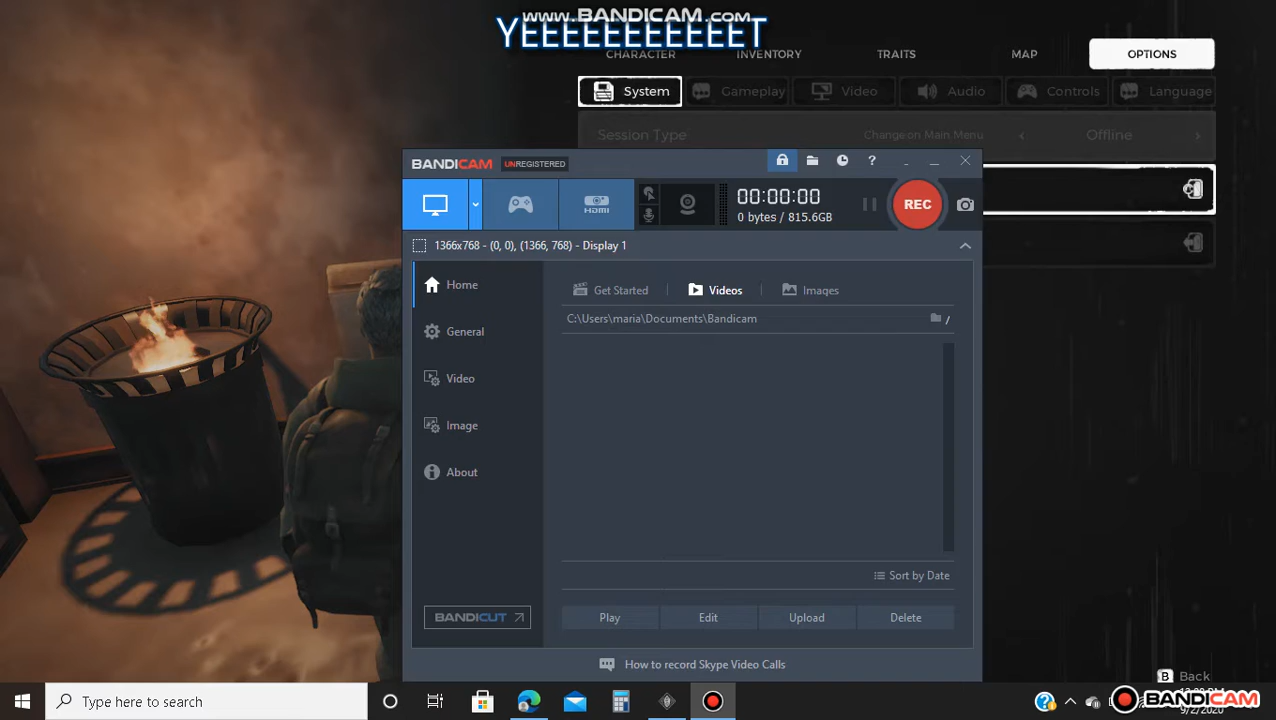 www.BANDICAM.com
YEEEEEEEEEEET
CHARACTER INVENTORY TRAITS MAP OPTIONS
System Gameplay Video Audio Controls Language
Session Type Change on Main Menu Offline
BANDICAM UNREGISTERED
HDMI
00:00:00
0 bytes / 815.6GB
REC
1366x768 - (0, 0), (1366, 768) - Display 1
Home
General
Video
Image
About
BANDICUT
Get Started Videos Images
C:\Users\maria\Documents\Bandicam /
Sort by Date
Play Edit Upload Delete
How to record Skype Video Calls
B Back
Type here to search
9/2/2020
BANDICAM